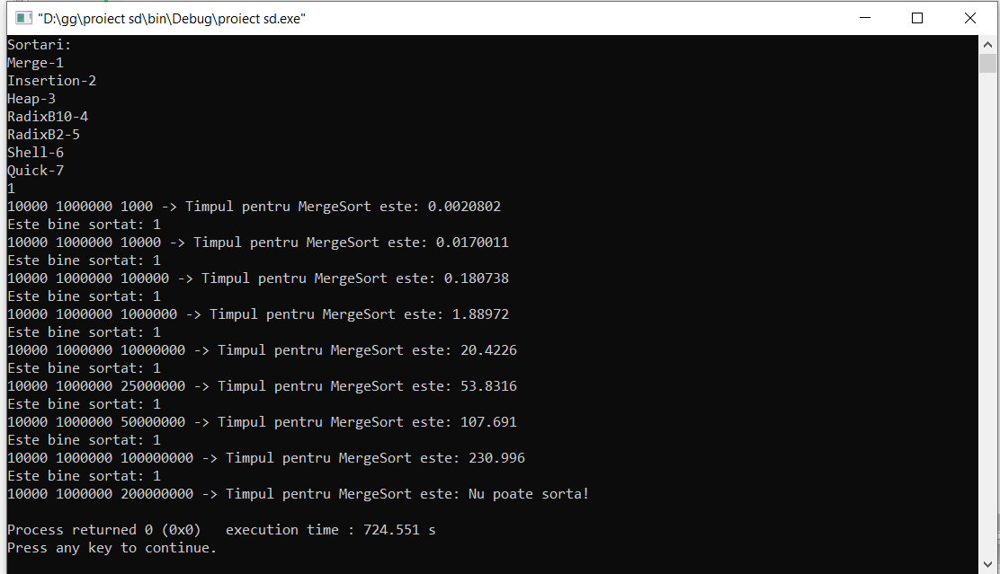 "D:\gg\proiect sd\bin\Debug\proiect sd.exe"
Sortari:
Merge-1
Insertion-2
Heap-3
RadixB10-4
RadixB2-5
Shell-6
Quick-7
1
10000 1000000 1000 -> Timpul pentru MergeSort este: 0.0020802
Este bine sortat: 1
10000 1000000 10000 -> Timpul pentru MergeSort este: 0.0170011
Este bine sortat: 1
10000 1000000 100000 -> Timpul pentru MergeSort este: 0.180738
Este bine sortat: 1
10000 1000000 1000000 -> Timpul pentru MergeSort este: 1.88972
Este bine sortat: 1
10000 1000000 10000000 -> Timpul pentru MergeSort este: 20.4226
Este bine sortat: 1
10000 1000000 25000000 -> Timpul pentru MergeSort este: 53.8316
Este bine sortat: 1
10000 1000000 50000000 -> Timpul pentru MergeSort este: 107.691
Este bine sortat: 1
10000 1000000 100000000 -> Timpul pentru MergeSort este: 230.996
Este bine sortat: 1
10000 1000000 200000000 -> Timpul pentru MergeSort este: Nu poate sorta!
Process returned 0 (0x0)   execution time : 724.551 s
Press any key to continue.